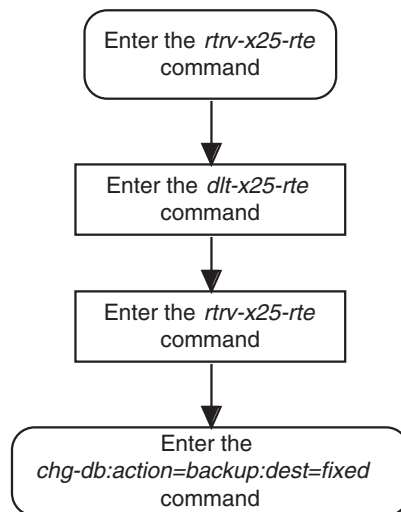 Enter the rtrv-x25-rte
command
Enter the dlt-x25-rte
command
Enter the rtrv-x25-rte
command
Enter the
chg-db:action=backup:dest=fixed
command